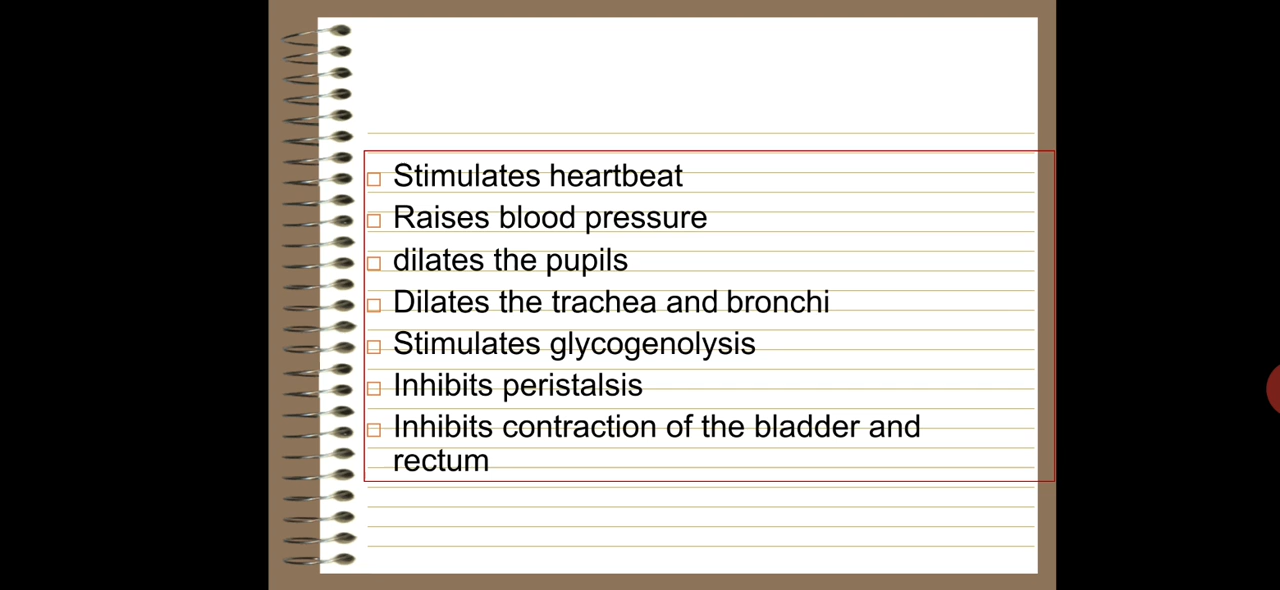 Stimulates heartbeat
Raises blood pressure
dilates the pupils
Dilates the trachea and bronchi
Stimulates glycogenolysis
Inhibits peristalsis
Inhibits contraction of the bladder and
rectum